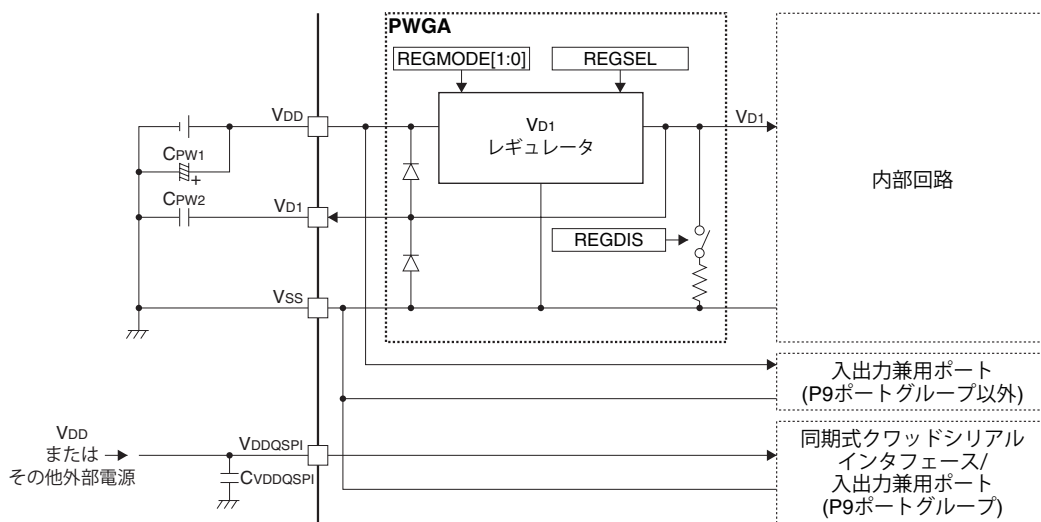 PWGA
REGMODE[1:0]
REGSEL
VDD
VD1
レギュレータ
VD1
内部回路
CPW1
+
CPW2
VD1
REGDIS
VSS
入出力兼用ポート
(P9ポートグループ以外)
VDD
または
その他外部電源
VDDQSPI
CVDDQSPI
同期式クワッドシリアル
インタフェース/
入出力兼用ポート
(P9ポートグループ)